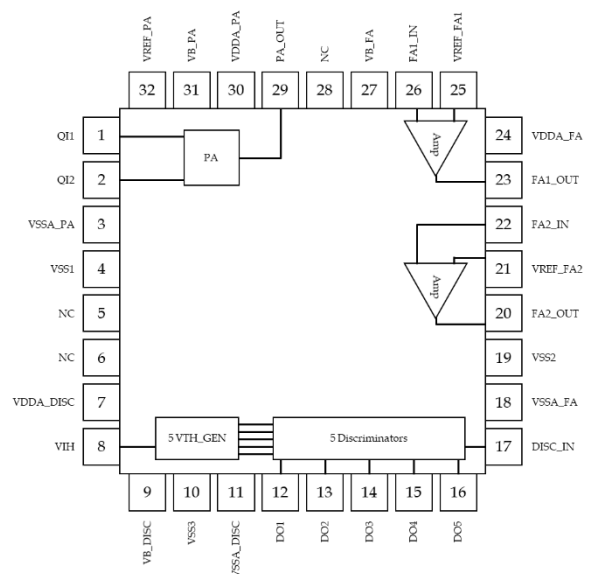 VREF_PA
VB_PA
VDDA_PA
PA_OUT
NC
VB_FA
FA1_IN
VREF_FA1
32 31 30 29 28 27 26 25
QI1 1
QI2 2
VSSA_PA 3
VSS1 4
NC 5
NC 6
VDDA_DISC 7
VIH 8
PA
Amp
Amp
24 VDDA_FA
23 FA1_OUT
22 FA2_IN
21 VREF_FA2
20 FA2_OUT
19 VSS2
18 VSSA_FA
17 DISC_IN
5 VTH_GEN
5 Discriminators
9 10 11 12 13 14 15 16
VB_DISC
VSS3
VSSA_DISC
DO1
DO2
DO3
DO4
DO5